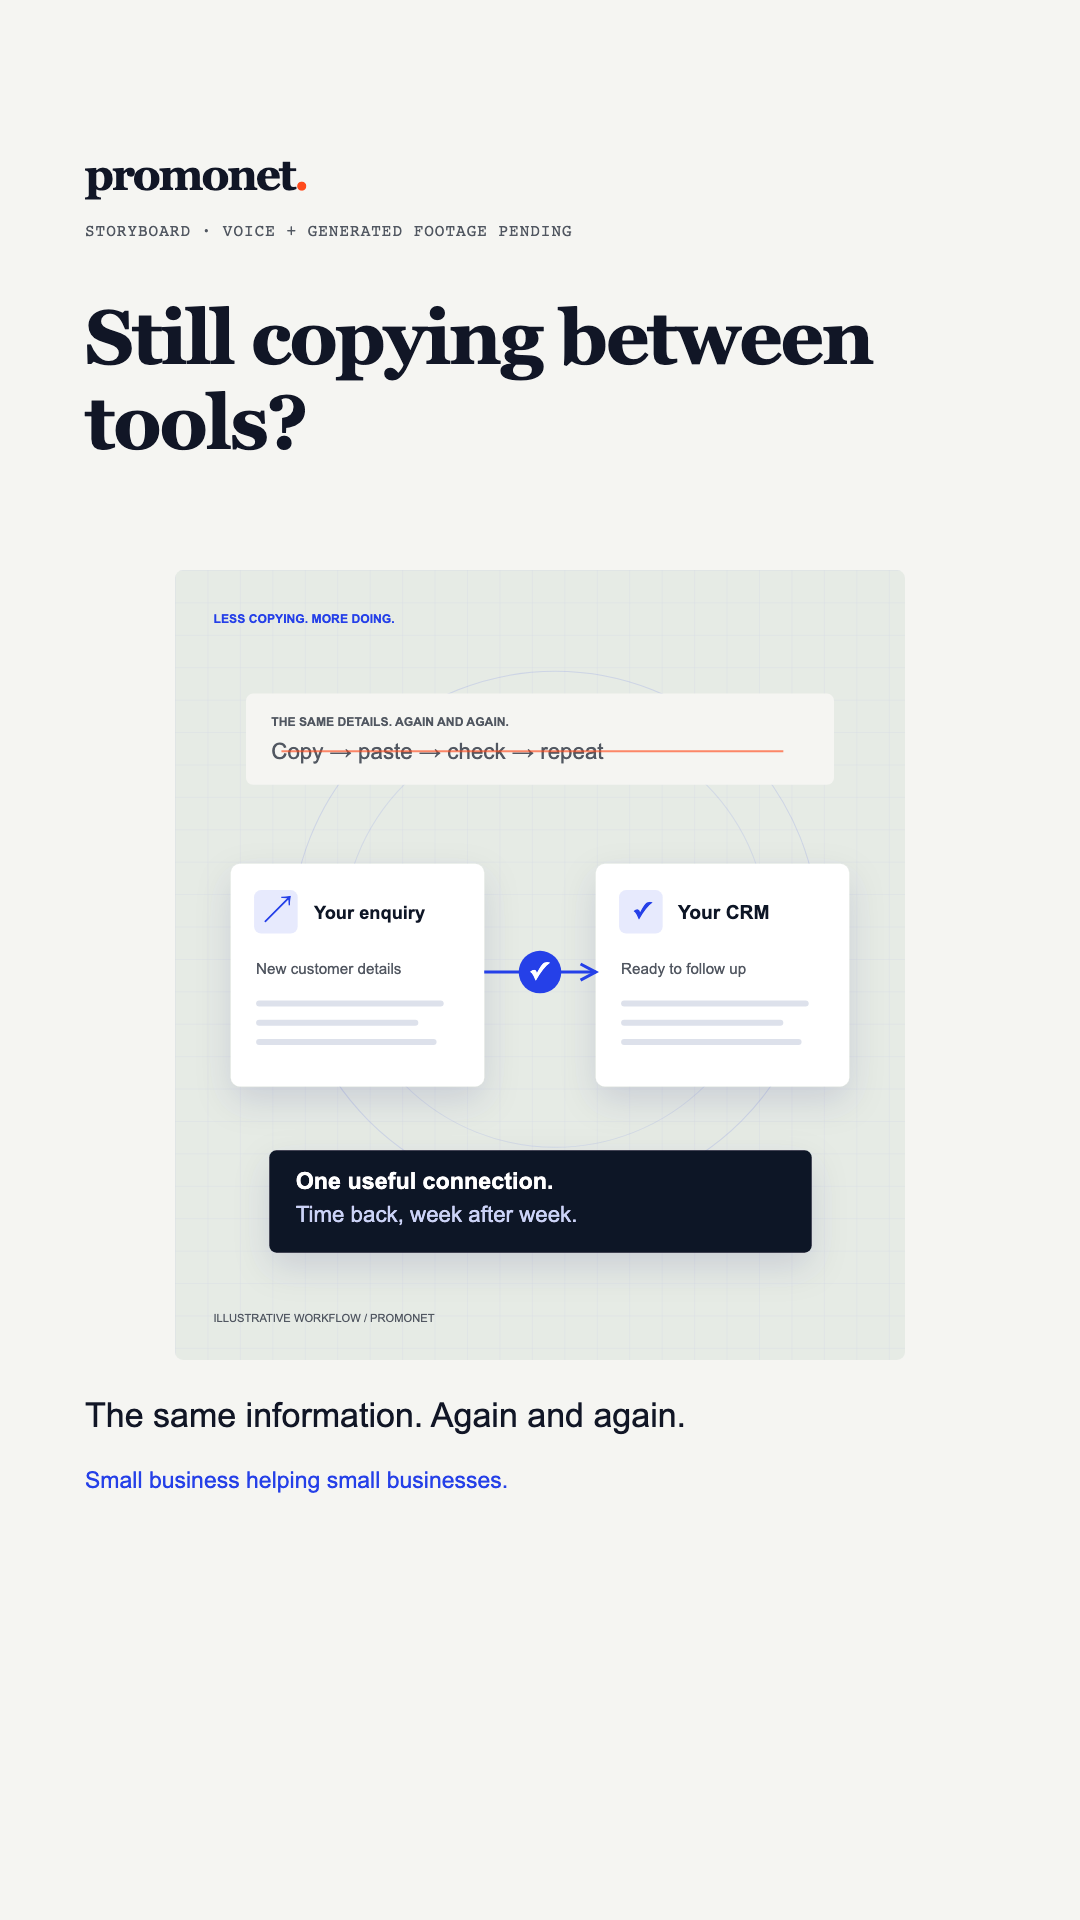 promonet.
STORYBOARD · VOICE + GENERATED FOOTAGE PENDING
Still copying between
tools?
LESS COPYING. MORE DOING.
THE SAME DETAILS. AGAIN AND AGAIN.
Copy → paste → check → repeat
Your enquiry
New customer details
Your CRM
Ready to follow up
One useful connection.
Time back, week after week.
ILLUSTRATIVE WORKFLOW / PROMONET
The same information. Again and again.
Small business helping small businesses.